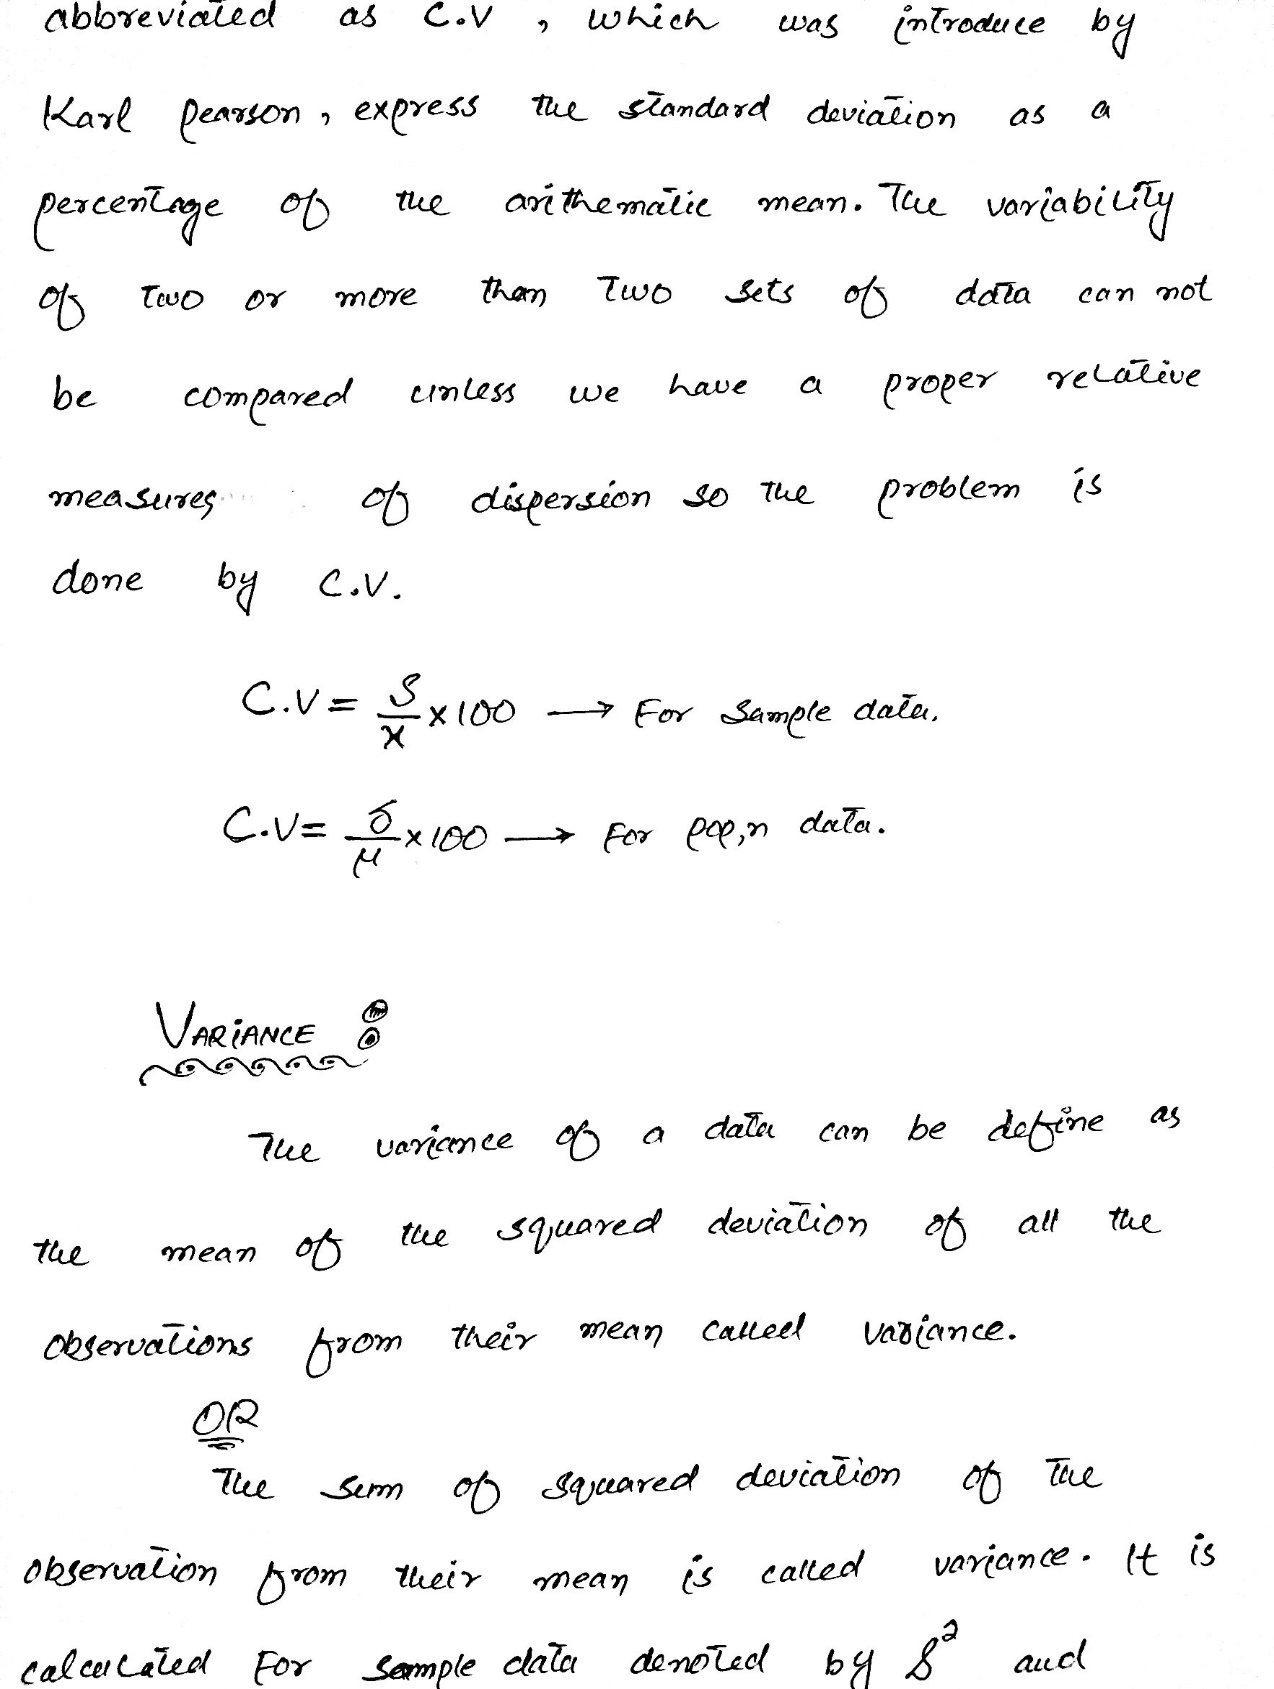 abbreviated as C.V , which was introduce by
Karl pearson , express the standard deviation as a
percentage of the arithematic mean. The variability
of Two or more than Two sets of data can not
be compared unless we have a proper relative
measures of dispersion so the problem is
done by C.V.
C.V = S/x × 100 → For Sample data.
C.V = σ/μ × 100 → For pop,n data.
VARiANCE :
The variance of a data can be define as
the mean of the squared deviation of all the
observations from their mean called variance.
OR
The sum of squared deviation of the
observation from their mean is called variance. It is
calculated For sample data denoted by S² and